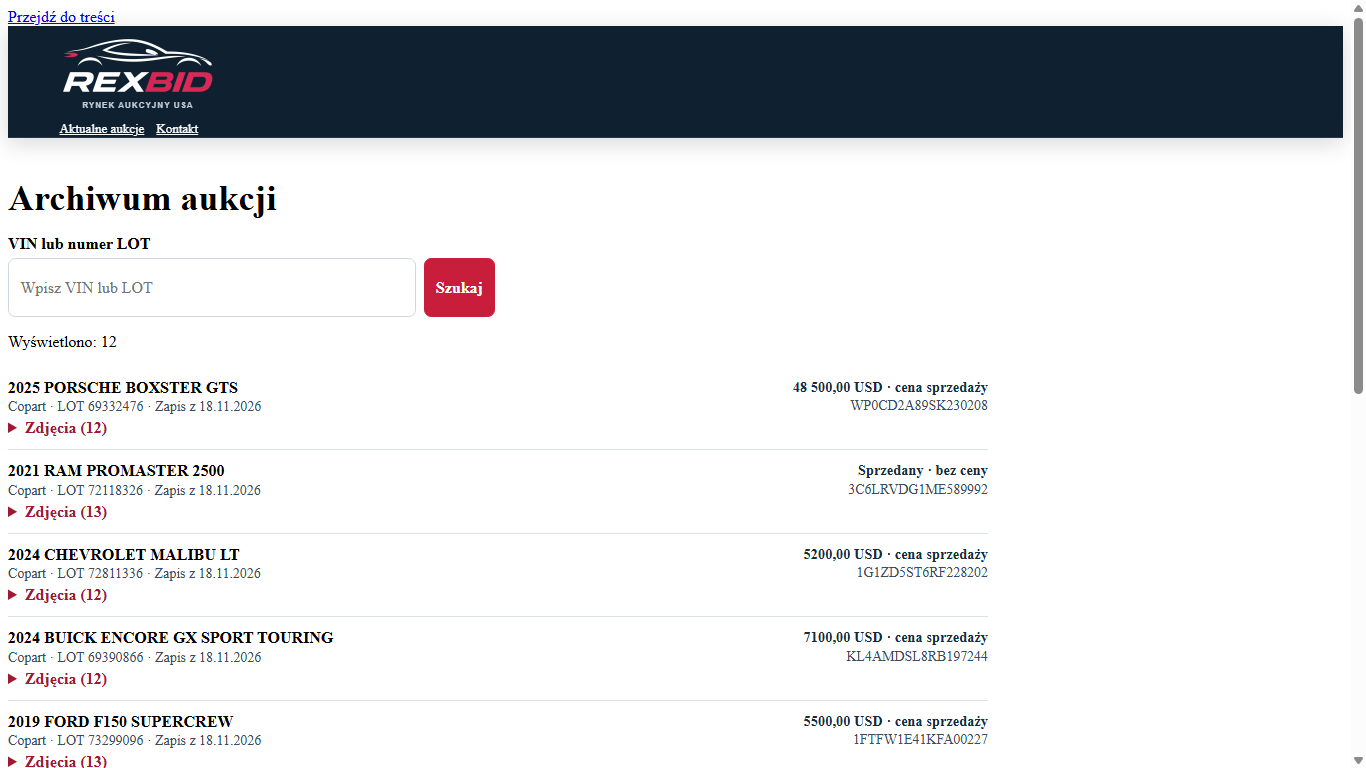 Przejdź do treści
REXBID
RYNEK AUKCYJNY USA
Aktualne aukcje Kontakt
Archiwum aukcji
VIN lub numer LOT
Wpisz VIN lub LOT
Szukaj
Wyświetlono: 12
2025 PORSCHE BOXSTER GTS
48 500,00 USD · cena sprzedaży
Copart · LOT 69332476 · Zapis z 18.11.2026
WP0CD2A89SK230208
Zdjęcia (12)
2021 RAM PROMASTER 2500
Sprzedany · bez ceny
Copart · LOT 72118326 · Zapis z 18.11.2026
3C6LRVDG1ME589992
Zdjęcia (13)
2024 CHEVROLET MALIBU LT
5200,00 USD · cena sprzedaży
Copart · LOT 72811336 · Zapis z 18.11.2026
1G1ZD5ST6RF228202
Zdjęcia (12)
2024 BUICK ENCORE GX SPORT TOURING
7100,00 USD · cena sprzedaży
Copart · LOT 69390866 · Zapis z 18.11.2026
KL4AMDSL8RB197244
Zdjęcia (12)
2019 FORD F150 SUPERCREW
5500,00 USD · cena sprzedaży
Copart · LOT 73299096 · Zapis z 18.11.2026
1FTFW1E41KFA00227
Zdjęcia (13)